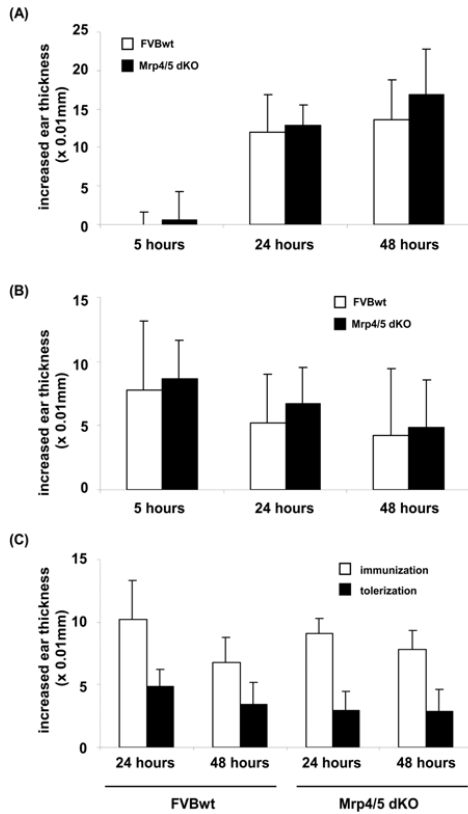 (A)
increased ear thickness
(x 0.01mm)
25
20
15
10
5
0
FVBwt
Mrp4/5 dKO
5 hours 24 hours 48 hours
(B)
increased ear thickness
(x 0.01mm)
15
10
5
0
FVBwt
Mrp4/5 dKO
5 hours 24 hours 48 hours
(C)
increased ear thickness
(x 0.01mm)
15
10
5
0
immunization
tolerization
24 hours 48 hours 24 hours 48 hours
FVBwt Mrp4/5 dKO